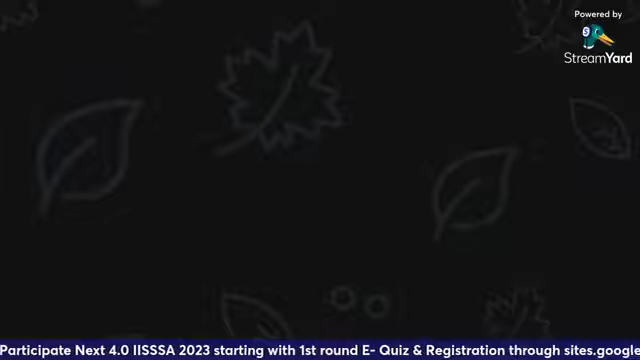 Powered by
StreamYard
Participate Next 4.0 IISSSA 2023 starting with 1st round E- Quiz & Registration through sites.google